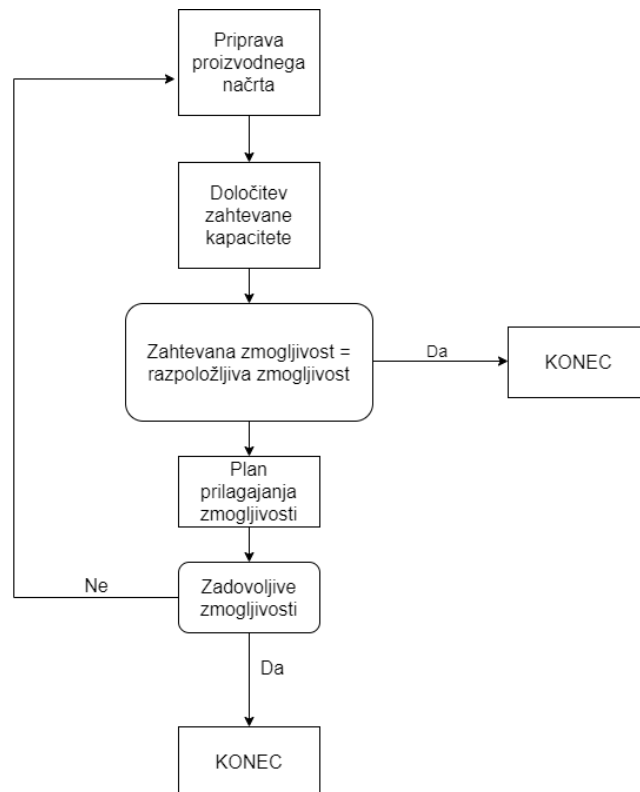 Priprava
proizvodnega
načrta
Določitev
zahtevane
kapacitete
Zahtevana zmogljivost =
razpoložljiva zmogljivost
Da
KONEC
Plan
prilagajanja
zmogljivosti
Ne
Zadovoljive
zmogljivosti
Da
KONEC